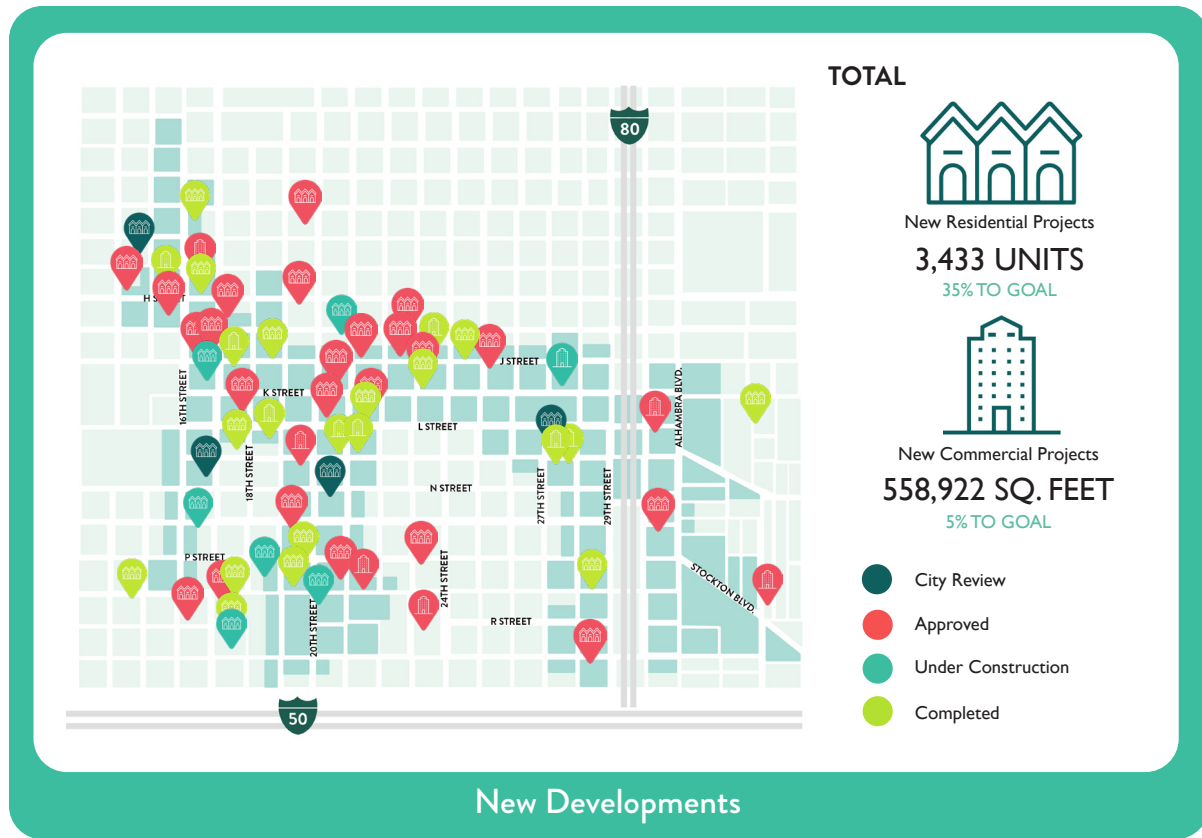 TOTAL
80
New Residential Projects
3,433 UNITS
35% TO GOAL
H STREET
J STREET
16TH STREET
K STREET
ALHAMBRA BLVD.
L STREET
New Commercial Projects
558,922 SQ. FEET
5% TO GOAL
18TH STREET
N STREET
27TH STREET
29TH STREET
P STREET
24TH STREET
STOCKTON BLVD.
20TH STREET
R STREET
City Review
Approved
Under Construction
Completed
50
New Developments